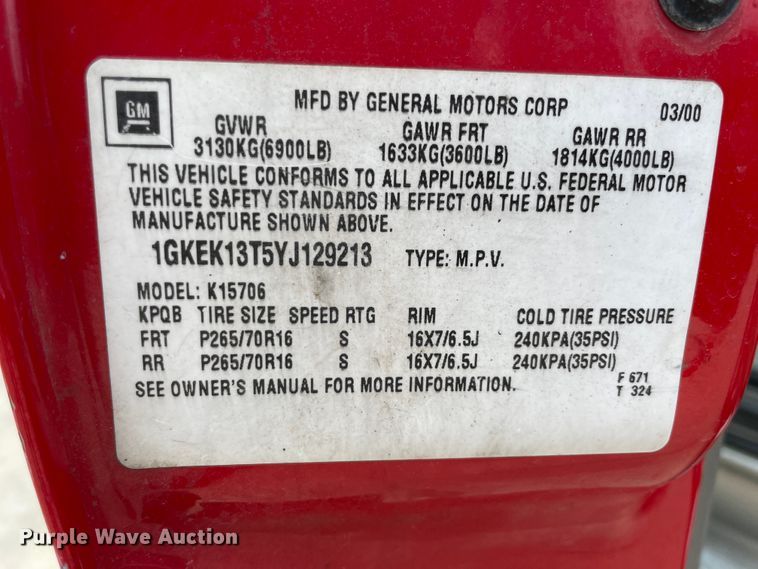 GM
MFD BY GENERAL MOTORS CORP 03/00
GVWR GAWR FRT GAWR RR
3130KG(6900LB) 1633KG(3600LB) 1814KG(4000LB)
THIS VEHICLE CONFORMS TO ALL APPLICABLE U.S. FEDERAL MOTOR
VEHICLE SAFETY STANDARDS IN EFFECT ON THE DATE OF
MANUFACTURE SHOWN ABOVE.
1GKEK13T5YJ129213 TYPE: M.P.V.
MODEL: K15706
KPQB TIRE SIZE SPEED RTG RIM COLD TIRE PRESSURE
FRT P265/70R16 S 16X7/6.5J 240KPA(35PSI)
RR P265/70R16 S 16X7/6.5J 240KPA(35PSI)
SEE OWNER'S MANUAL FOR MORE INFORMATION.
F 671
T 324
Purple Wave Auction